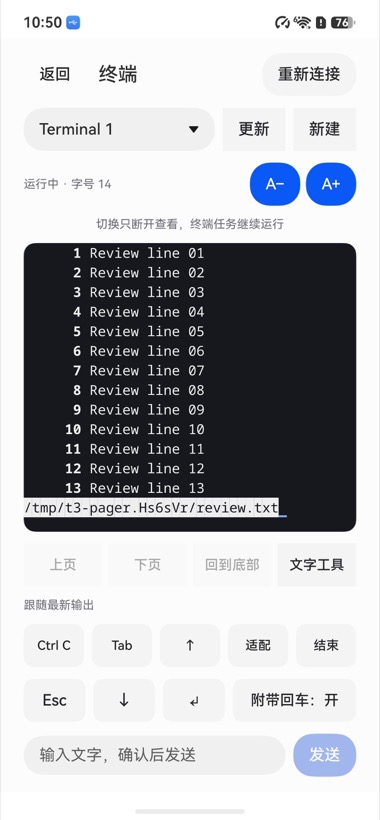 10:50 76
返回 终端 重新连接
Terminal 1 更新 新建
运行中 · 字号 14 A− A+
切换只断开查看，终端任务继续运行
1 Review line 01
2 Review line 02
3 Review line 03
4 Review line 04
5 Review line 05
6 Review line 06
7 Review line 07
8 Review line 08
9 Review line 09
10 Review line 10
11 Review line 11
12 Review line 12
13 Review line 13
/tmp/t3-pager.Hs6sVr/review.txt
上页 下页 回到底部 文字工具
跟随最新输出
Ctrl C Tab ↑ 适配 结束
Esc ↓ ↲ 附带回车：开
输入文字，确认后发送 发送